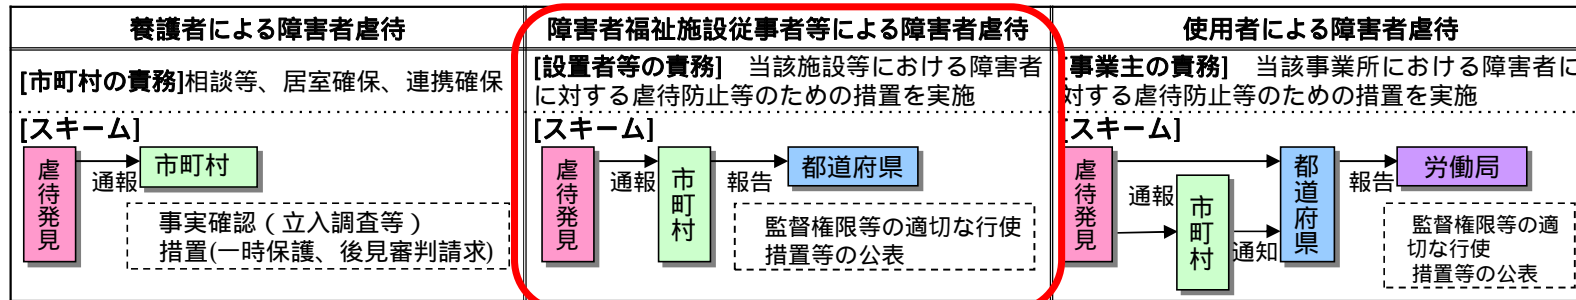 養護者による障害者虐待
[市町村の責務]相談等、居室確保、連携確保
[スキーム]
虐待発見
通報
市町村
事実確認（立入調査等）
措置(一時保護、後見審判請求)
障害者福祉施設従事者等による障害者虐待
[設置者等の責務]　当該施設等における障害者
に対する虐待防止等のための措置を実施
[スキーム]
虐待発見
通報
市町村
報告
都道府県
監督権限等の適切な行使
措置等の公表
使用者による障害者虐待
[事業主の責務]　当該事業所における障害者に
対する虐待防止等のための措置を実施
[スキーム]
虐待発見
通報
市町村
通知
都道府県
報告
労働局
監督権限等の適
切な行使
措置等の公表